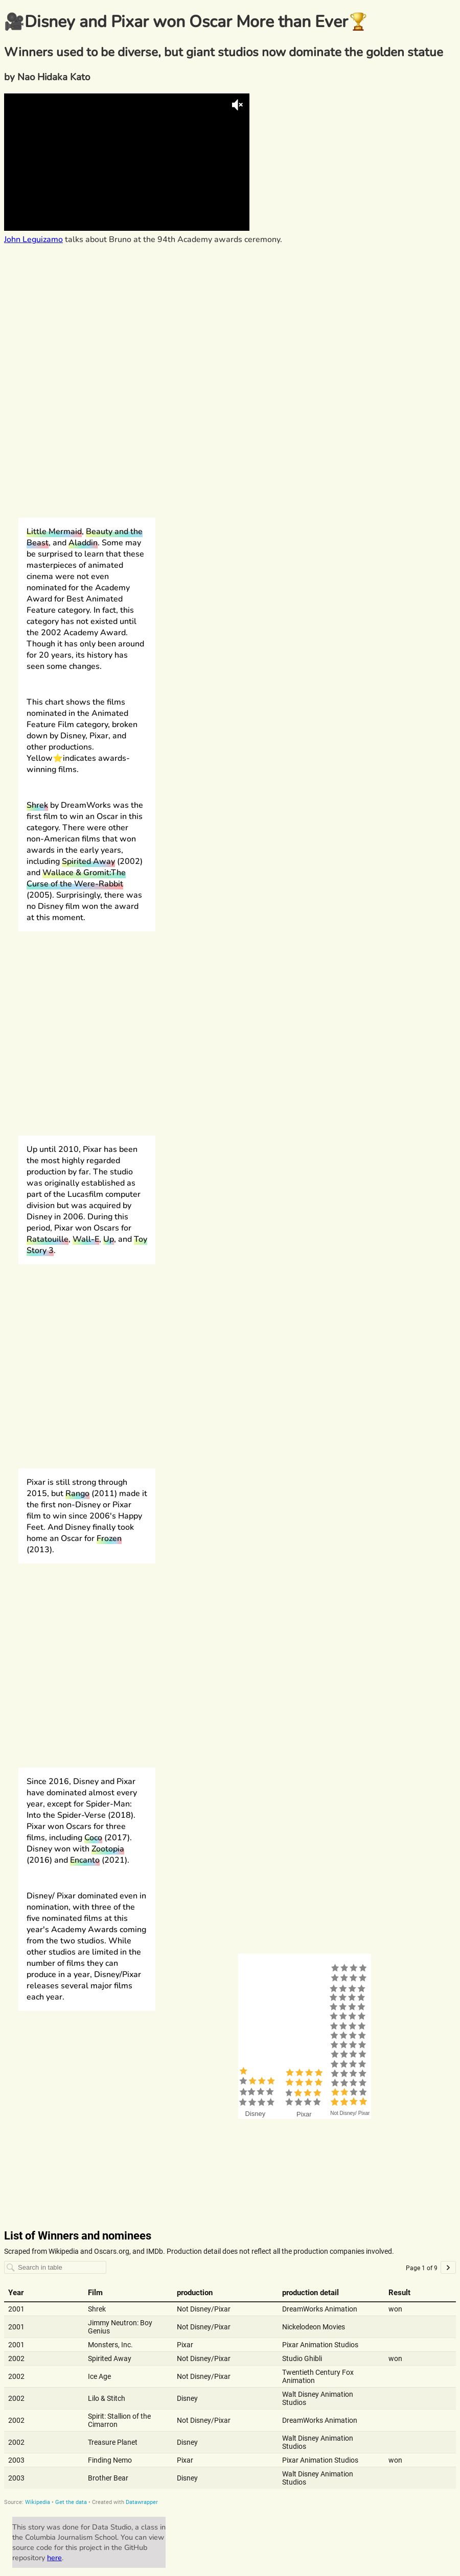 🎥Disney and Pixar won Oscar More than Ever🏆
Winners used to be diverse, but giant studios now dominate the golden statue
by Nao Hidaka Kato
John Leguizamo talks about Bruno at the 94th Academy awards ceremony.
Little Mermaid, Beauty and the
Beast, and Aladdin. Some may
be surprised to learn that these
masterpieces of animated
cinema were not even
nominated for the Academy
Award for Best Animated
Feature category. In fact, this
category has not existed until
the 2002 Academy Award.
Though it has only been around
for 20 years, its history has
seen some changes.
This chart shows the films
nominated in the Animated
Feature Film category, broken
down by Disney, Pixar, and
other productions.
Yellow⭐indicates awards-
winning films.
Shrek by DreamWorks was the
first film to win an Oscar in this
category. There were other
non-American films that won
awards in the early years,
including Spirited Away (2002)
and Wallace & Gromit:The
Curse of the Were-Rabbit
(2005). Surprisingly, there was
no Disney film won the award
at this moment.
Up until 2010, Pixar has been
the most highly regarded
production by far. The studio
was originally established as
part of the Lucasfilm computer
division but was acquired by
Disney in 2006. During this
period, Pixar won Oscars for
Ratatouille, Wall-E, Up, and Toy
Story 3.
Pixar is still strong through
2015, but Rango (2011) made it
the first non-Disney or Pixar
film to win since 2006's Happy
Feet. And Disney finally took
home an Oscar for Frozen
(2013).
Since 2016, Disney and Pixar
have dominated almost every
year, except for Spider-Man:
Into the Spider-Verse (2018).
Pixar won Oscars for three
films, including Coco (2017).
Disney won with Zootopia
(2016) and Encanto (2021).
Disney/ Pixar dominated even in
nomination, with three of the
five nominated films at this
year's Academy Awards coming
from the two studios. While
other studios are limited in the
number of films they can
produce in a year, Disney/Pixar
releases several major films
each year.
Disney Pixar Not Disney/ Pixar
List of Winners and nominees
Scraped from Wikipedia and Oscars.org, and IMDb. Production detail does not reflect all the production companies involved.
Search in table Page 1 of 9
Year Film production production detail Result
2001 Shrek Not Disney/Pixar DreamWorks Animation won
2001 Jimmy Neutron: Boy Genius Not Disney/Pixar Nickelodeon Movies
2001 Monsters, Inc. Pixar Pixar Animation Studios
2002 Spirited Away Not Disney/Pixar Studio Ghibli won
2002 Ice Age Not Disney/Pixar Twentieth Century Fox Animation
2002 Lilo & Stitch Disney Walt Disney Animation Studios
2002 Spirit: Stallion of the Cimarron Not Disney/Pixar DreamWorks Animation
2002 Treasure Planet Disney Walt Disney Animation Studios
2003 Finding Nemo Pixar Pixar Animation Studios won
2003 Brother Bear Disney Walt Disney Animation Studios
Source: Wikipedia • Get the data • Created with Datawrapper
This story was done for Data Studio, a class in
the Columbia Journalism School. You can view
source code for this project in the GitHub
repository here.